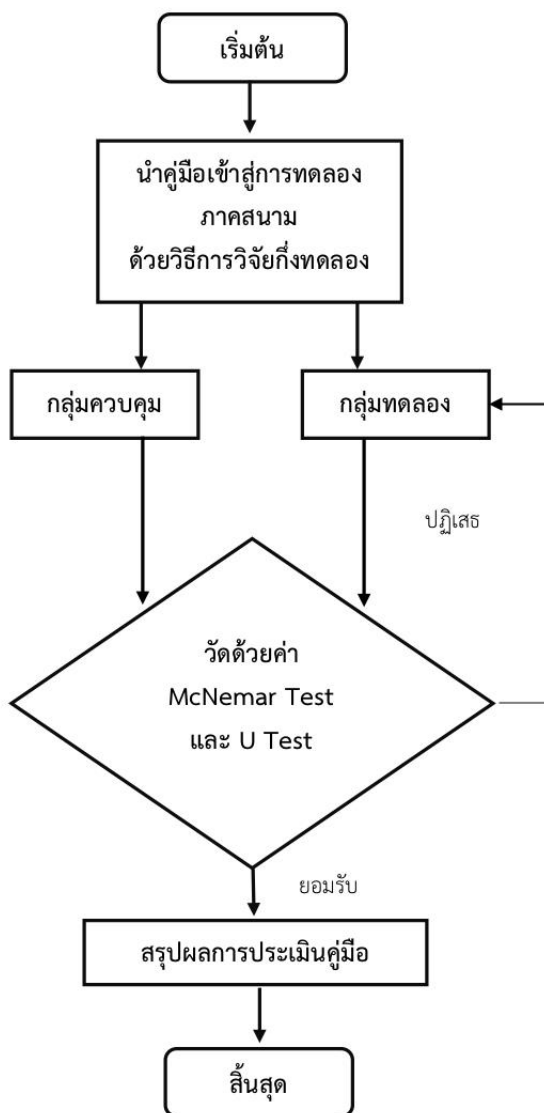 เริ่มต้น
นำคู่มือเข้าสู่การทดลอง
ภาคสนาม
ด้วยวิธีการวิจัยกึ่งทดลอง
กลุ่มควบคุม
กลุ่มทดลอง
ปฏิเสธ
วัดด้วยค่า
McNemar Test
และ U Test
ยอมรับ
สรุปผลการประเมินคู่มือ
สิ้นสุด